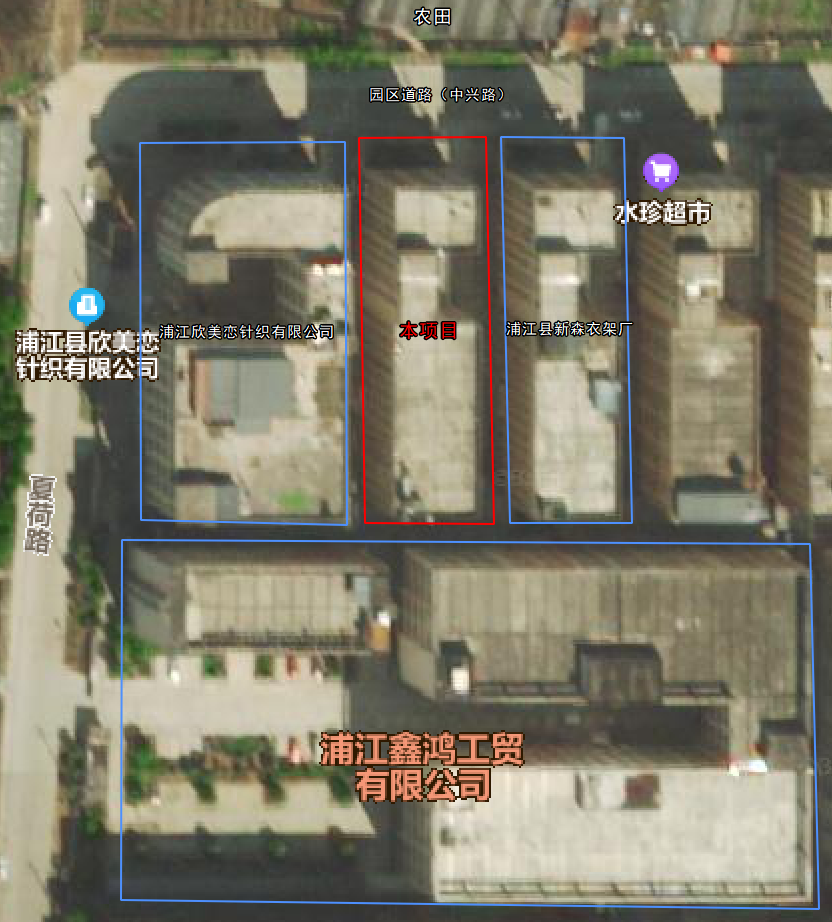 农田
园区道路（中兴路）
水珍超市
浦江县欣美恋
针织有限公司
浦江欣美恋针织有限公司
本项目
浦江县新森衣架厂
夏荷路
浦江鑫鸿工贸
有限公司